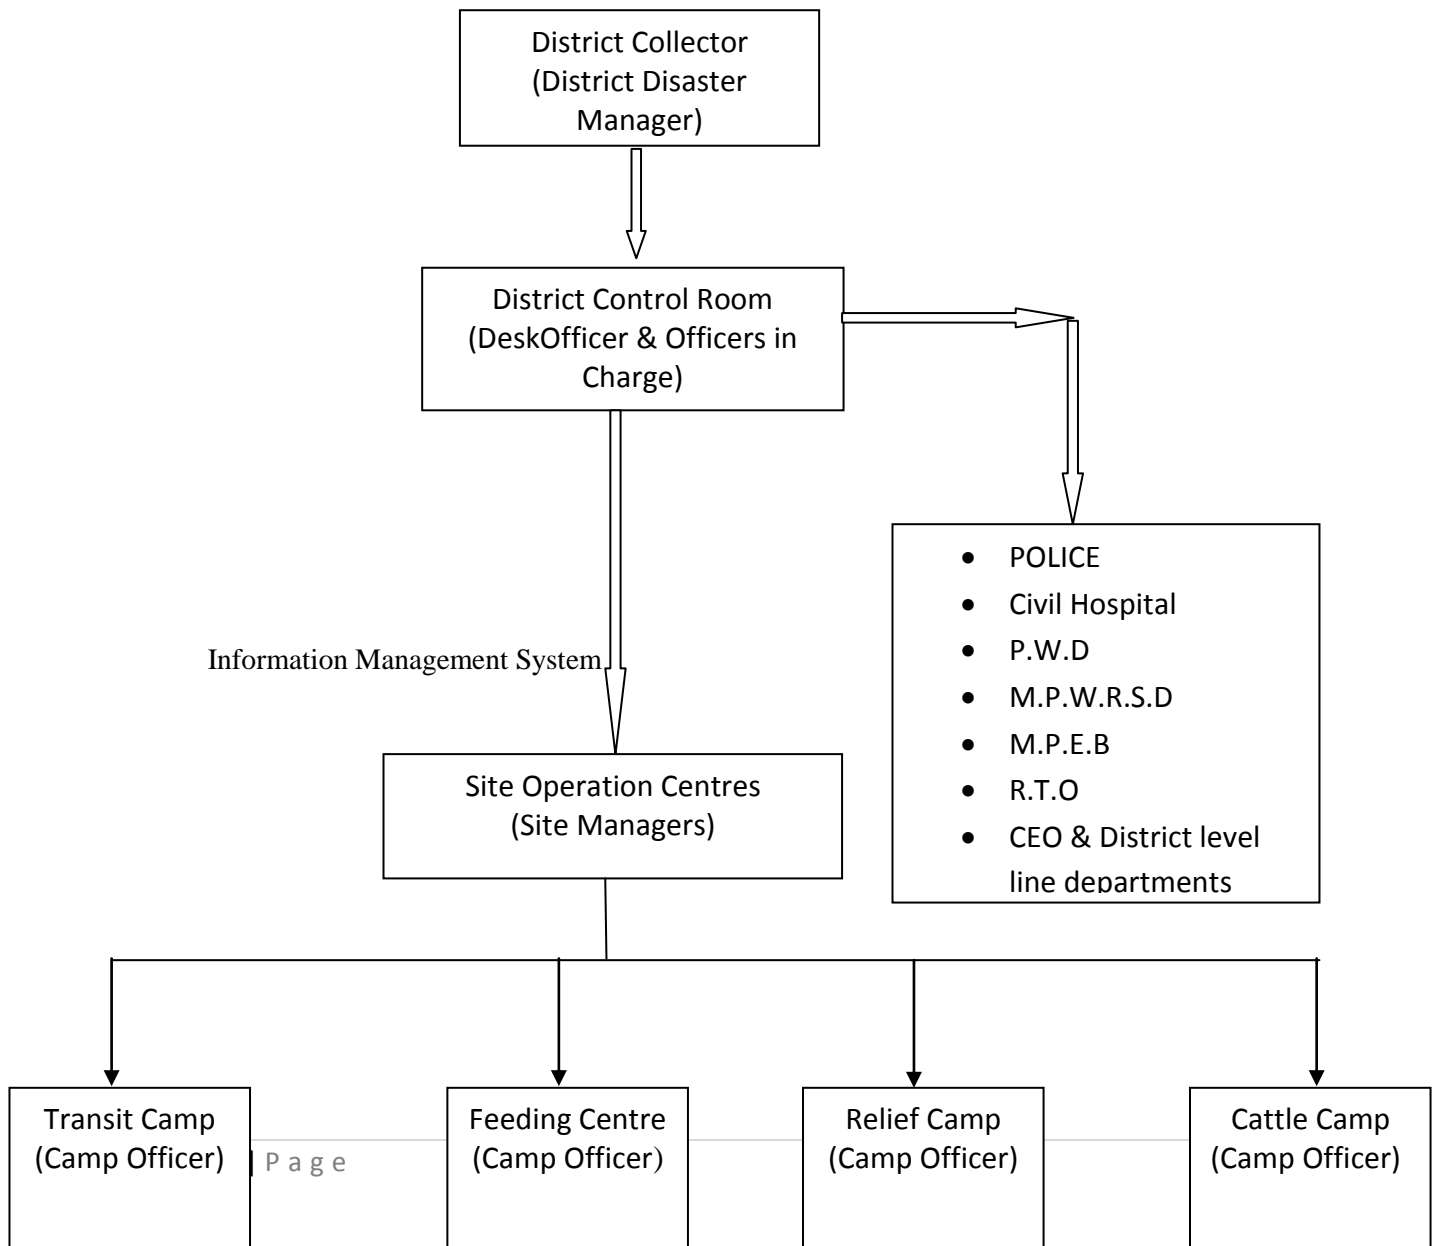 District Collector
(District Disaster
Manager)
District Control Room
(DeskOfficer & Officers in
Charge)
• POLICE
• Civil Hospital
• P.W.D
• M.P.W.R.S.D
• M.P.E.B
• R.T.O
• CEO & District level
line departments
Information Management System
Site Operation Centres
(Site Managers)
Transit Camp
(Camp Officer)
Feeding Centre
(Camp Officer)
Relief Camp
(Camp Officer)
Cattle Camp
(Camp Officer)
| P a g e